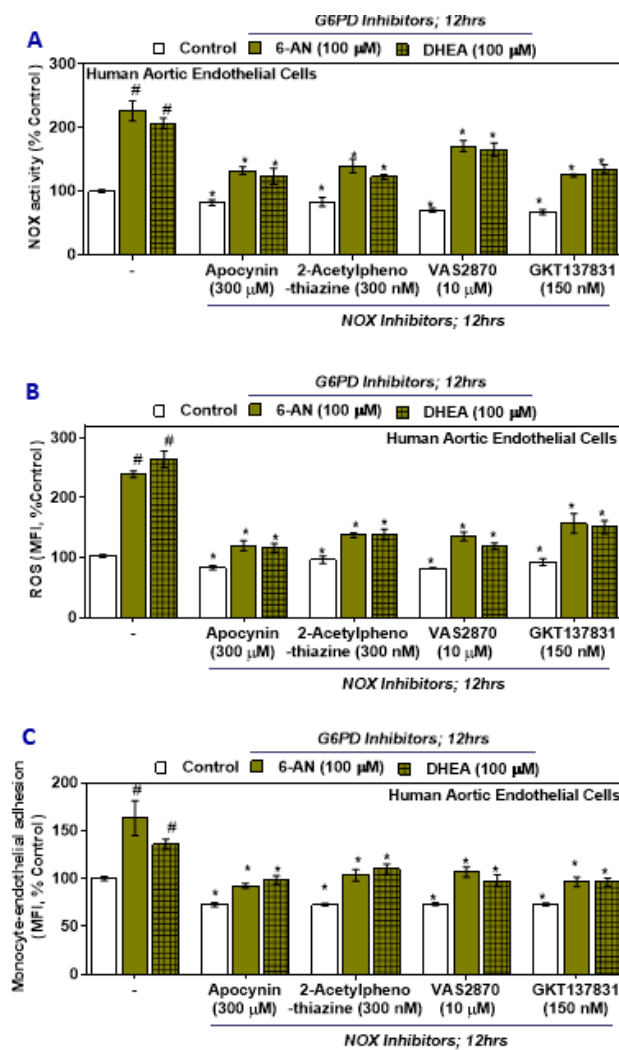 A
G6PD Inhibitors; 12hrs
Control 6-AN (100 μM) DHEA (100 μM)
Human Aortic Endothelial Cells
NOX activity (% Control)
300
200
100
0
# #
* * * * * * * * * * * *
- Apocynin (300 μM) 2-Acetylpheno-thiazine (300 nM) VAS2870 (10 μM) GKT137831 (150 nM)
NOX Inhibitors; 12hrs
B
G6PD Inhibitors; 12hrs
Control 6-AN (100 μM) DHEA (100 μM)
Human Aortic Endothelial Cells
ROS (MFI, %Control)
300
200
100
0
# #
* * * * * * * * * * * *
- Apocynin (300 μM) 2-Acetylpheno-thiazine (300 nM) VAS2870 (10 μM) GKT137831 (150 nM)
NOX Inhibitors; 12hrs
C
G6PD Inhibitors; 12hrs
Control 6-AN (100 μM) DHEA (100 μM)
Human Aortic Endothelial Cells
Monocyte-endothelial adhesion
(MFI, % Control)
200
150
100
50
0
# #
* * * * * * * * * * * *
- Apocynin (300 μM) 2-Acetylpheno-thiazine (300 nM) VAS2870 (10 μM) GKT137831 (150 nM)
NOX Inhibitors; 12hrs